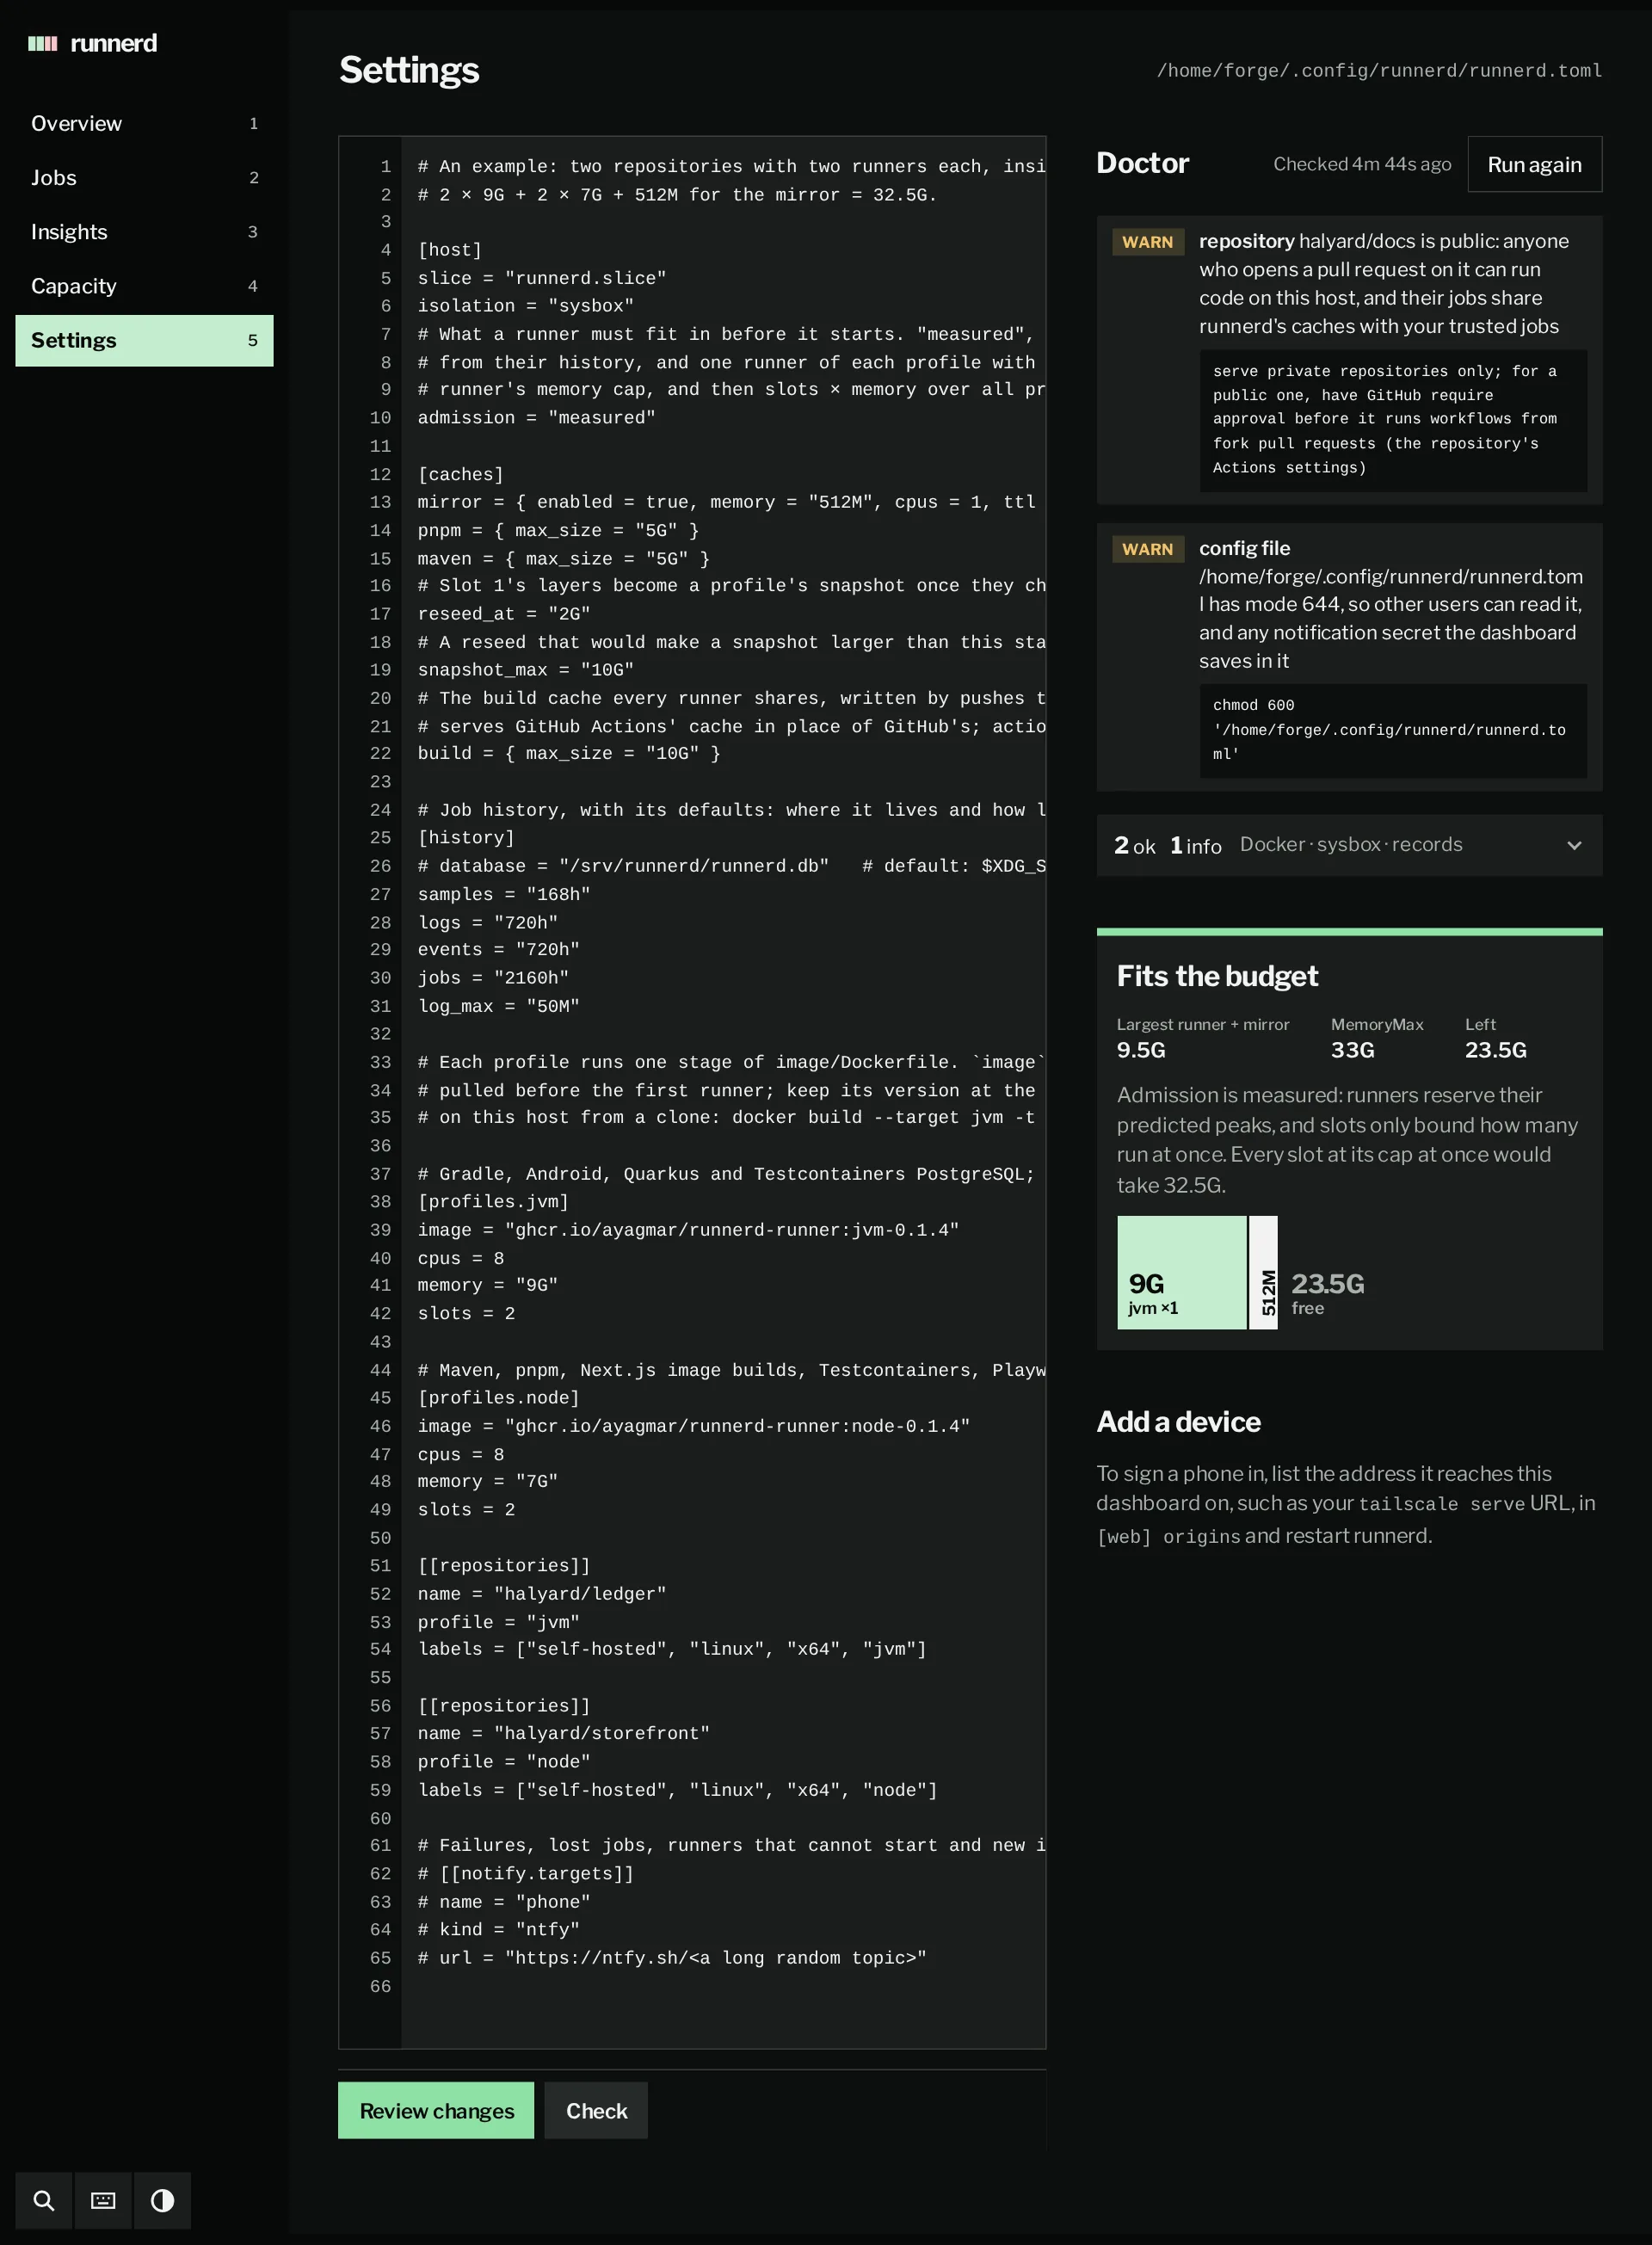 runnerd
Overview 1
Jobs 2
Insights 3
Capacity 4
Settings 5
Settings
/home/forge/.config/runnerd/runnerd.toml
1 # An example: two repositories with two runners each, insi
2 # 2 × 9G + 2 × 7G + 512M for the mirror = 32.5G.
3
4 [host]
5 slice = "runnerd.slice"
6 isolation = "sysbox"
7 # What a runner must fit in before it starts. "measured",
8 # from their history, and one runner of each profile with
9 # runner's memory cap, and then slots × memory over all pr
10 admission = "measured"
11
12 [caches]
13 mirror = { enabled = true, memory = "512M", cpus = 1, ttl
14 pnpm = { max_size = "5G" }
15 maven = { max_size = "5G" }
16 # Slot 1's layers become a profile's snapshot once they ch
17 reseed_at = "2G"
18 # A reseed that would make a snapshot larger than this sta
19 snapshot_max = "10G"
20 # The build cache every runner shares, written by pushes t
21 # serves GitHub Actions' cache in place of GitHub's; actio
22 build = { max_size = "10G" }
23
24 # Job history, with its defaults: where it lives and how l
25 [history]
26 # database = "/srv/runnerd/runnerd.db"   # default: $XDG_S
27 samples = "168h"
28 logs = "720h"
29 events = "720h"
30 jobs = "2160h"
31 log_max = "50M"
32
33 # Each profile runs one stage of image/Dockerfile. `image`
34 # pulled before the first runner; keep its version at the
35 # on this host from a clone: docker build --target jvm -t
36
37 # Gradle, Android, Quarkus and Testcontainers PostgreSQL;
38 [profiles.jvm]
39 image = "ghcr.io/ayagmar/runnerd-runner:jvm-0.1.4"
40 cpus = 8
41 memory = "9G"
42 slots = 2
43
44 # Maven, pnpm, Next.js image builds, Testcontainers, Playw
45 [profiles.node]
46 image = "ghcr.io/ayagmar/runnerd-runner:node-0.1.4"
47 cpus = 8
48 memory = "7G"
49 slots = 2
50
51 [[repositories]]
52 name = "halyard/ledger"
53 profile = "jvm"
54 labels = ["self-hosted", "linux", "x64", "jvm"]
55
56 [[repositories]]
57 name = "halyard/storefront"
58 profile = "node"
59 labels = ["self-hosted", "linux", "x64", "node"]
60
61 # Failures, lost jobs, runners that cannot start and new i
62 # [[notify.targets]]
63 # name = "phone"
64 # kind = "ntfy"
65 # url = "https://ntfy.sh/<a long random topic>"
66
Review changes
Check
Doctor
Checked 4m 44s ago
Run again
WARN
repository halyard/docs is public: anyone
who opens a pull request on it can run
code on this host, and their jobs share
runnerd's caches with your trusted jobs
serve private repositories only; for a
public one, have GitHub require
approval before it runs workflows from
fork pull requests (the repository's
Actions settings)
WARN
config file
/home/forge/.config/runnerd/runnerd.tom
l has mode 644, so other users can read it,
and any notification secret the dashboard
saves in it
chmod 600
'/home/forge/.config/runnerd/runnerd.to
ml'
2 ok 1 info Docker · sysbox · records
Fits the budget
Largest runner + mirror MemoryMax Left
9.5G 33G 23.5G
Admission is measured: runners reserve their
predicted peaks, and slots only bound how many
run at once. Every slot at its cap at once would
take 32.5G.
9G
jvm ×1
512M
23.5G
free
Add a device
To sign a phone in, list the address it reaches this
dashboard on, such as your tailscale serve URL, in
[web] origins and restart runnerd.